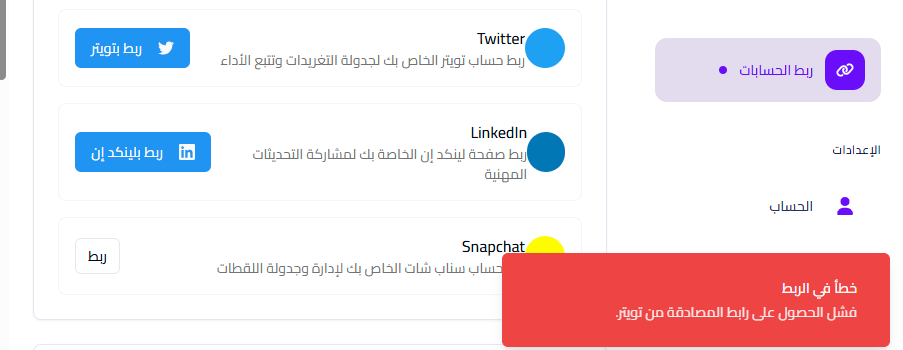 ربط الحسابات
الإعدادات
الحساب
Twitter
ربط حساب تويتر الخاص بك لجدولة التغريدات وتتبع الأداء
ربط بتويتر
LinkedIn
ربط صفحة لينكد إن الخاصة بك لمشاركة التحديثات
المهنية
ربط بلينكد إن
Snapchat
حساب سناب شات الخاص بك لإدارة وجدولة اللقطات
ربط
خطأ في الربط
فشل الحصول على رابط المصادقة من تويتر.